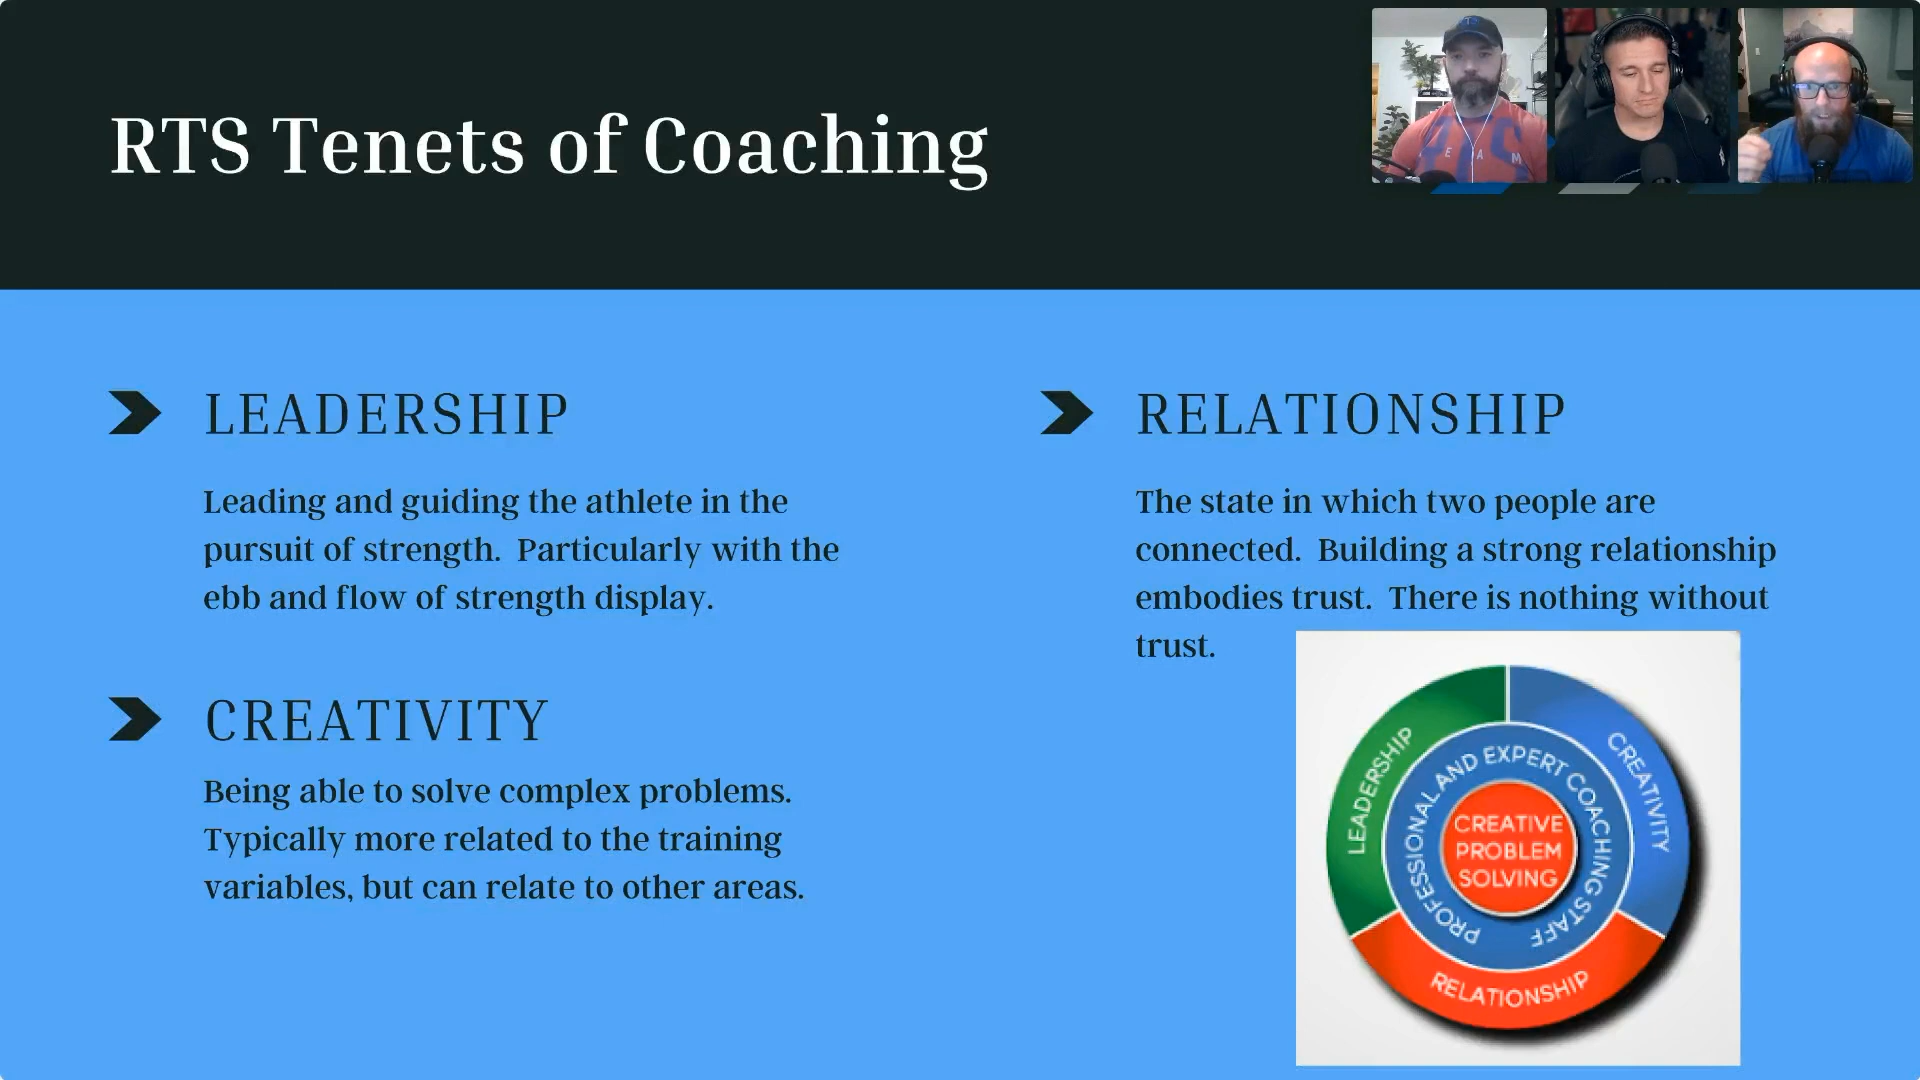 RTS Tenets of Coaching
LEADERSHIP
Leading and guiding the athlete in the
pursuit of strength.  Particularly with the
ebb and flow of strength display.
CREATIVITY
Being able to solve complex problems.
Typically more related to the training
variables, but can relate to other areas.
RELATIONSHIP
The state in which two people are
connected.  Building a strong relationship
embodies trust.  There is nothing without
trust.
LEADERSHIP
CREATIVITY
RELATIONSHIP
PROFESSIONAL AND EXPERT COACHING STAFF
CREATIVE
PROBLEM
SOLVING
E A M